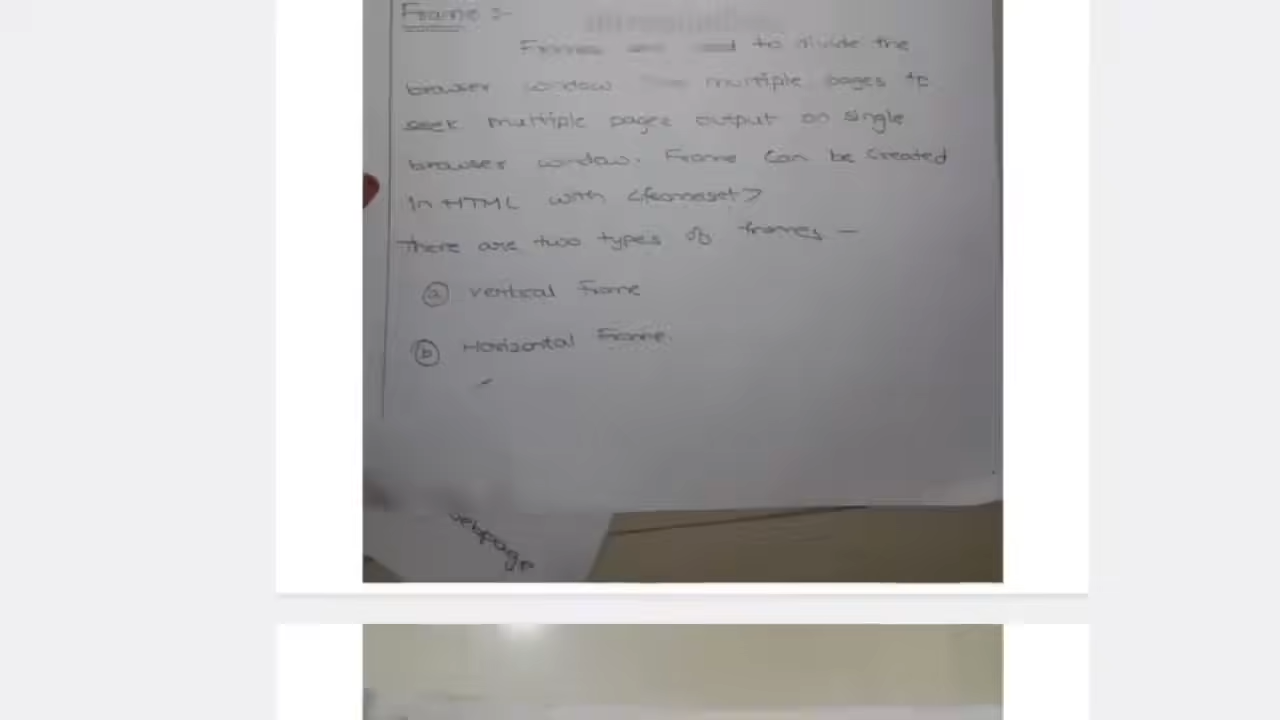 Frame :-
Frames are used to divide the
browser window multiple pages to
seek multiple pages output on single
browser window. Frame can be created
in HTML with <frameset>
There are two types of frames -
(a) Vertical Frame
(b) Horizontal Frame.
webpage